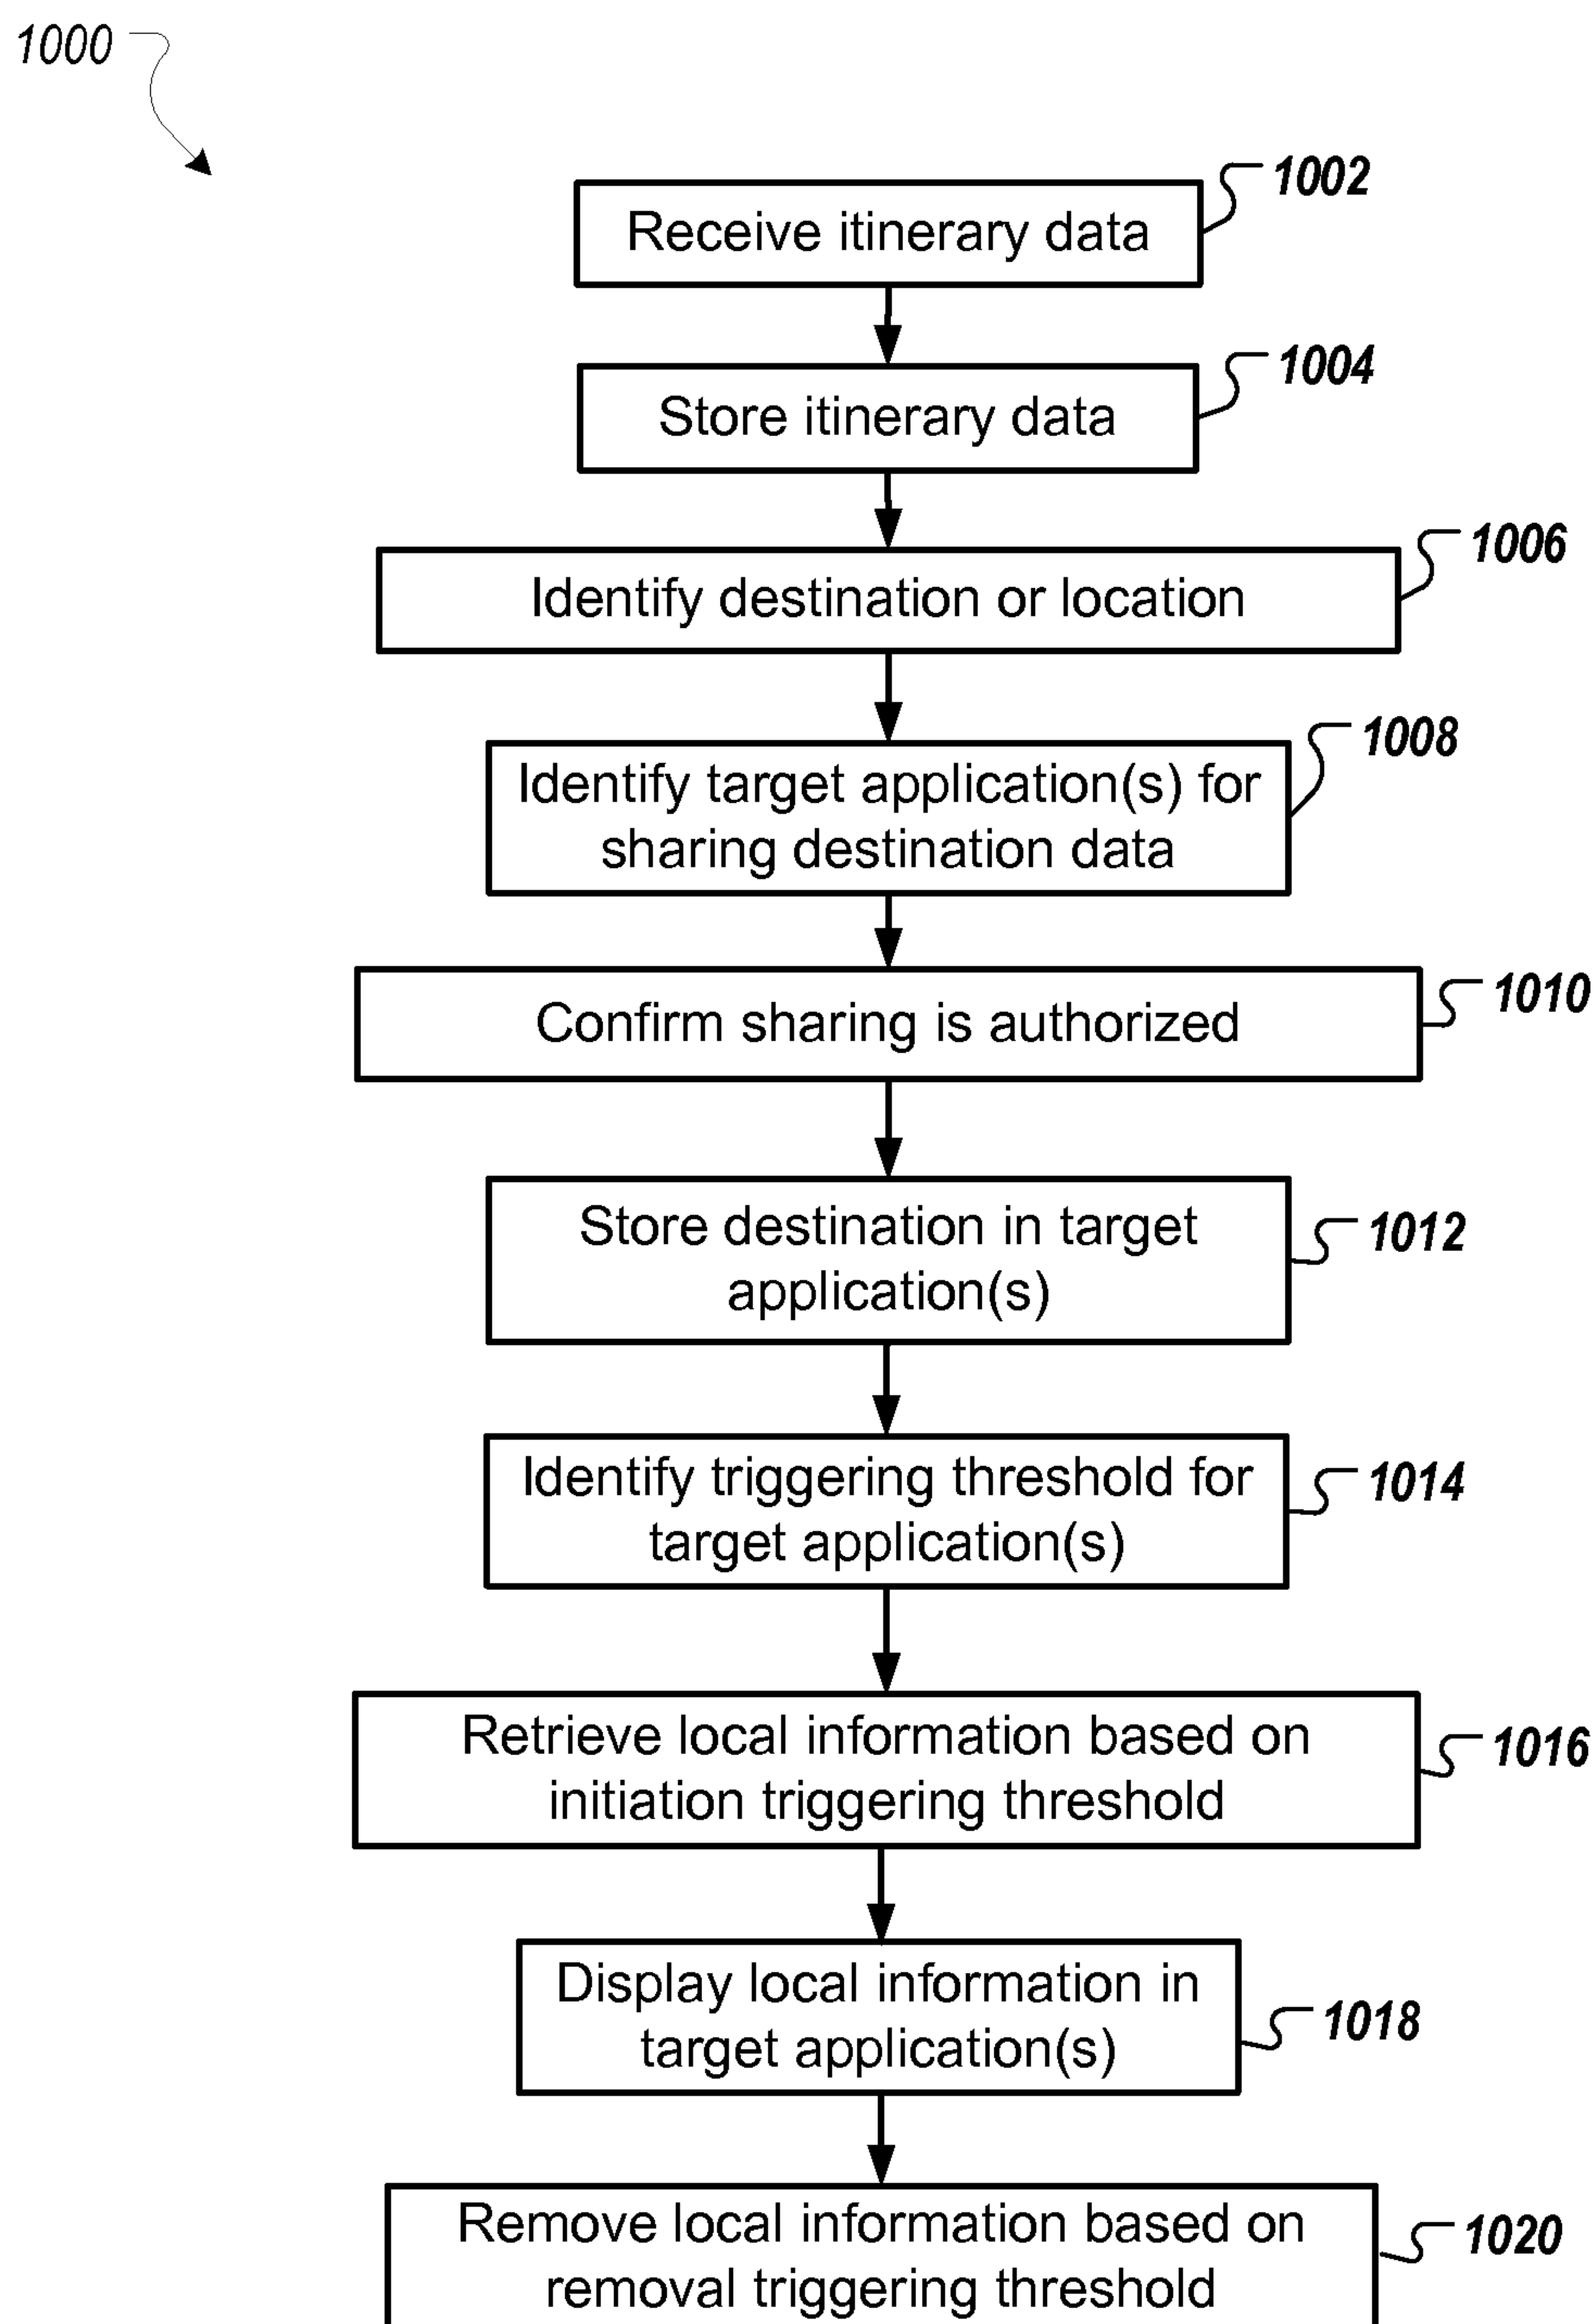 1000
1002
Receive itinerary data
1004
Store itinerary data
1006
Identify destination or location
1008
Identify target application(s) for
sharing destination data
1010
Confirm sharing is authorized
1012
Store destination in target
application(s)
1014
Identify triggering threshold for
target application(s)
1016
Retrieve local information based on
initiation triggering threshold
1018
Display local information in
target application(s)
1020
Remove local information based on
removal triggering threshold